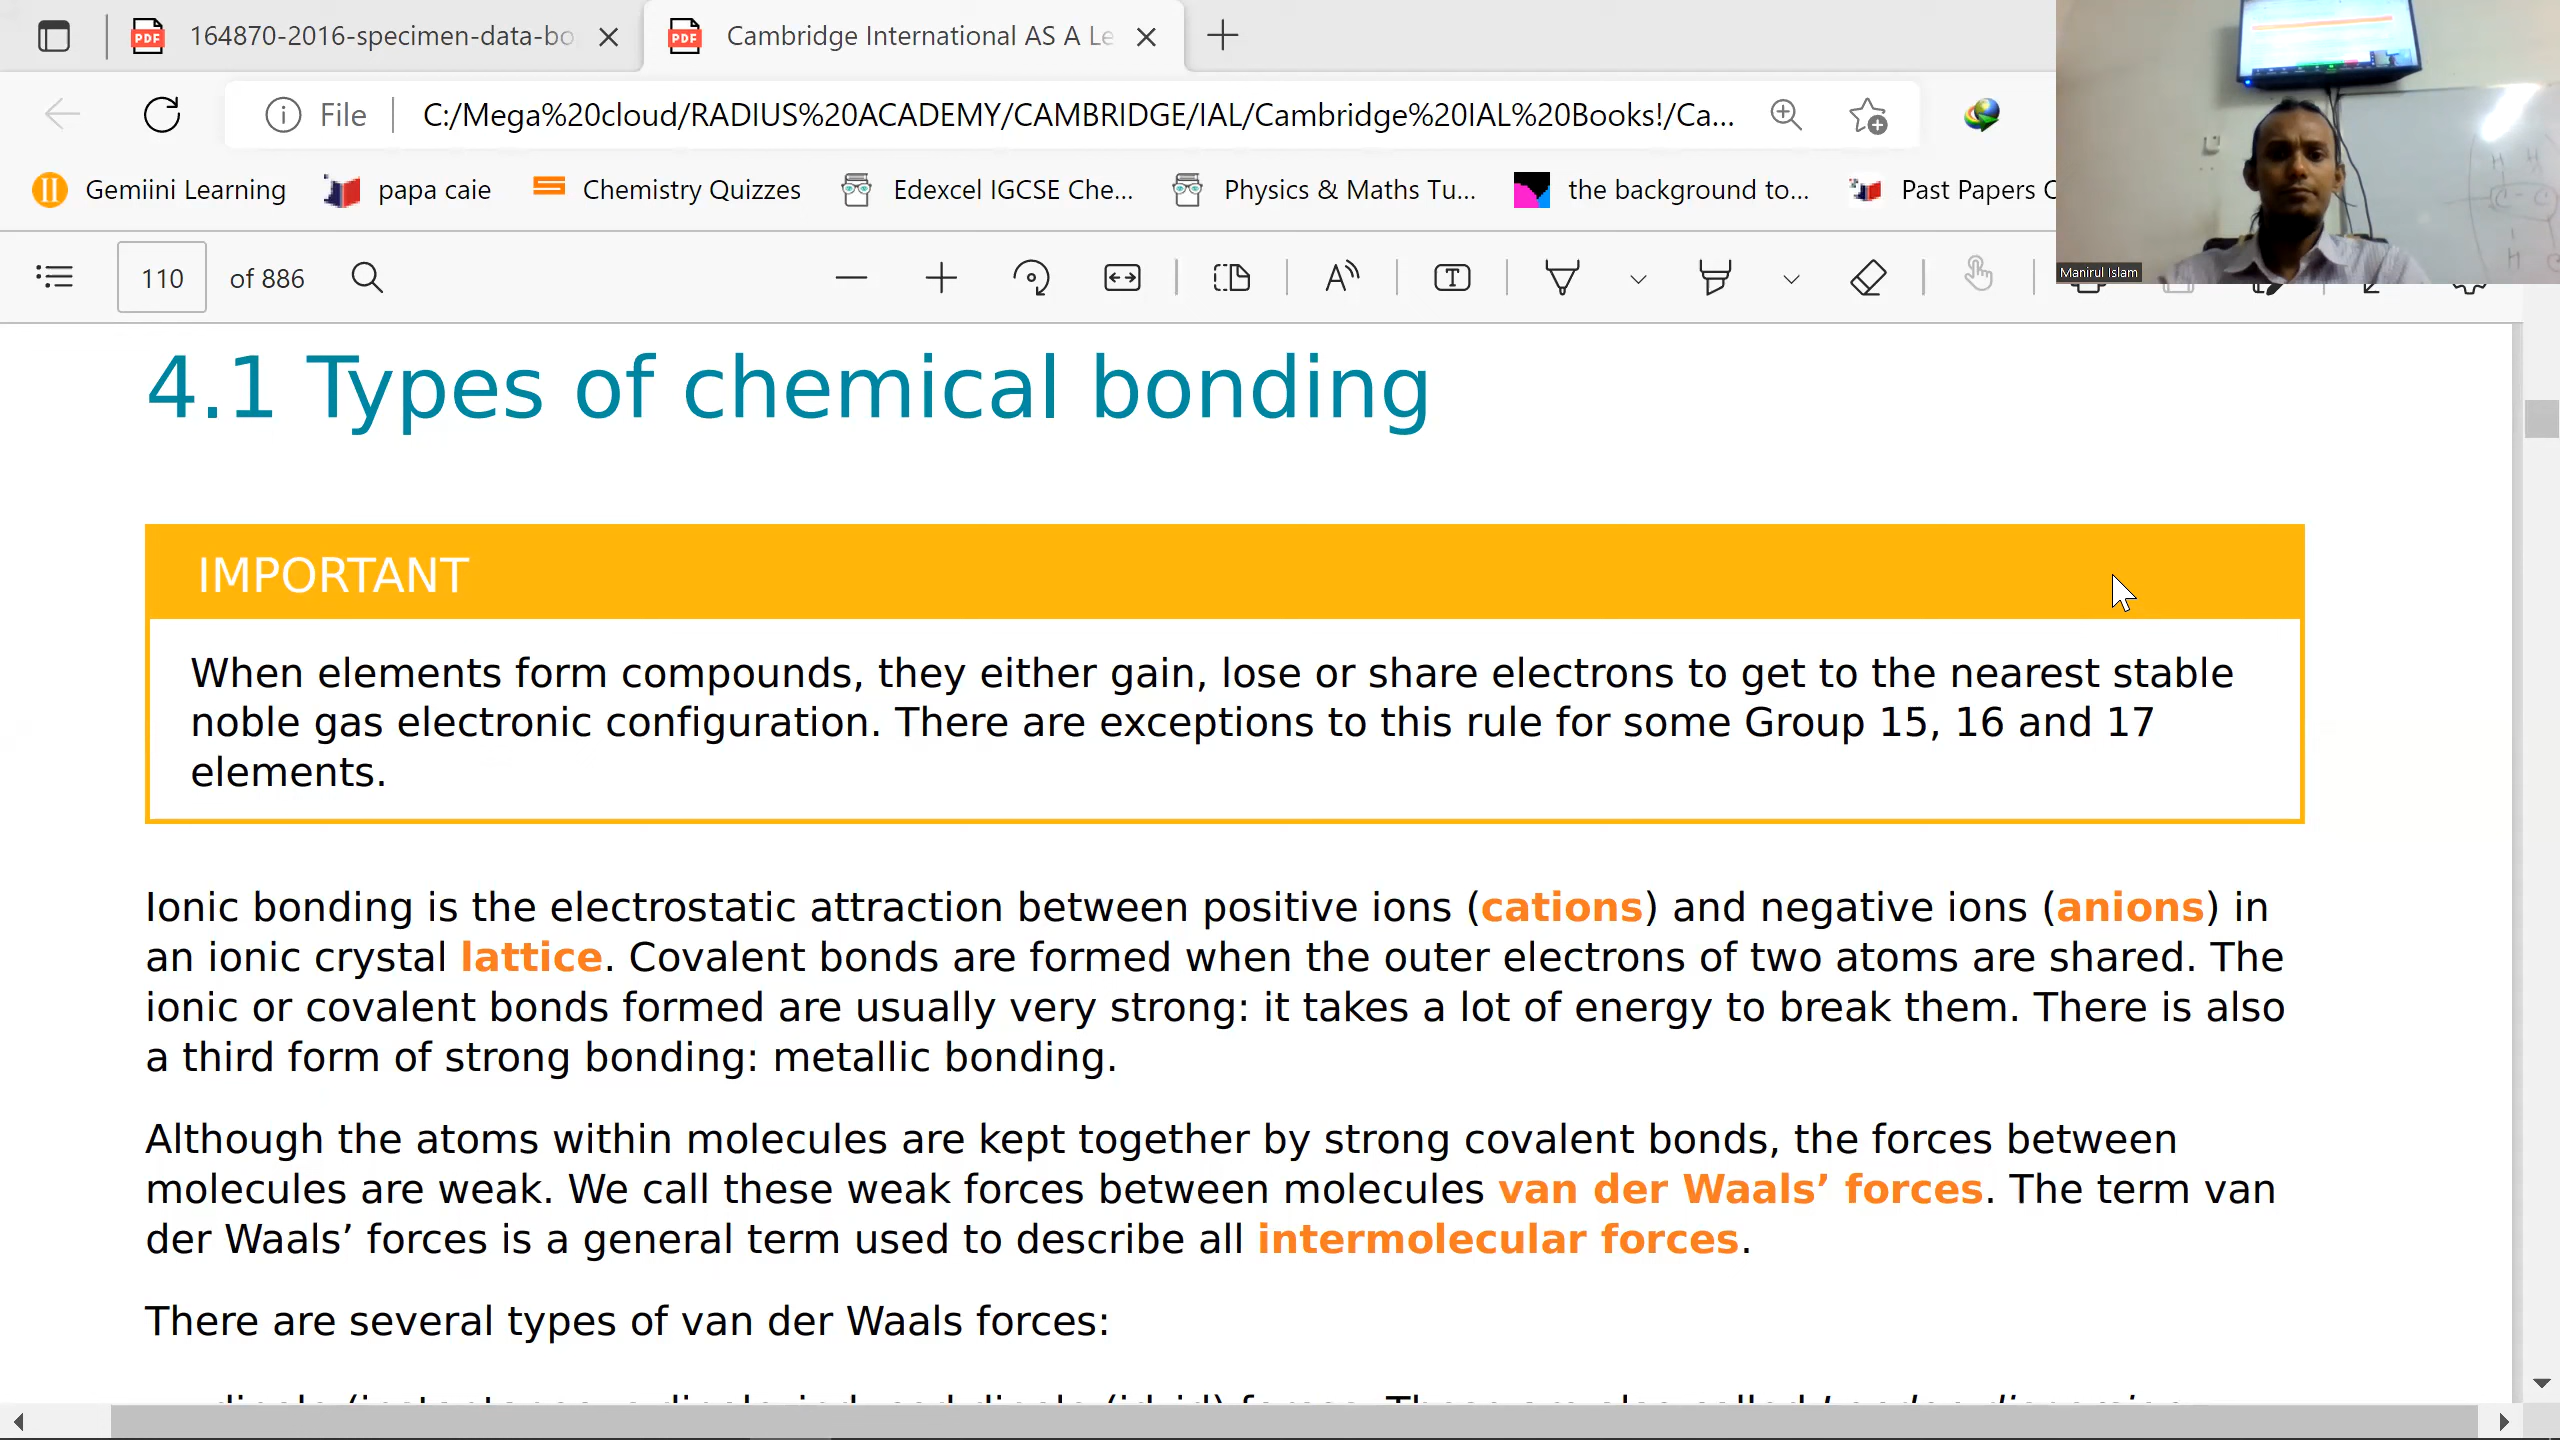 164870-2016-specimen-data-bo
Cambridge International AS A Le
File
C:/Mega%20cloud/RADIUS%20ACADEMY/CAMBRIDGE/IAL/Cambridge%20IAL%20Books!/Ca...
Gemiini Learning
papa caie
Chemistry Quizzes
Edexcel IGCSE Che...
Physics & Maths Tu...
the background to...
Past Papers
Manirul Islam
110 of 886
4.1 Types of chemical bonding
IMPORTANT
When elements form compounds, they either gain, lose or share electrons to get to the nearest stable
noble gas electronic configuration. There are exceptions to this rule for some Group 15, 16 and 17
elements.
Ionic bonding is the electrostatic attraction between positive ions (cations) and negative ions (anions) in
an ionic crystal lattice. Covalent bonds are formed when the outer electrons of two atoms are shared. The
ionic or covalent bonds formed are usually very strong: it takes a lot of energy to break them. There is also
a third form of strong bonding: metallic bonding.
Although the atoms within molecules are kept together by strong covalent bonds, the forces between
molecules are weak. We call these weak forces between molecules van der Waals’ forces. The term van
der Waals’ forces is a general term used to describe all intermolecular forces.
There are several types of van der Waals forces: